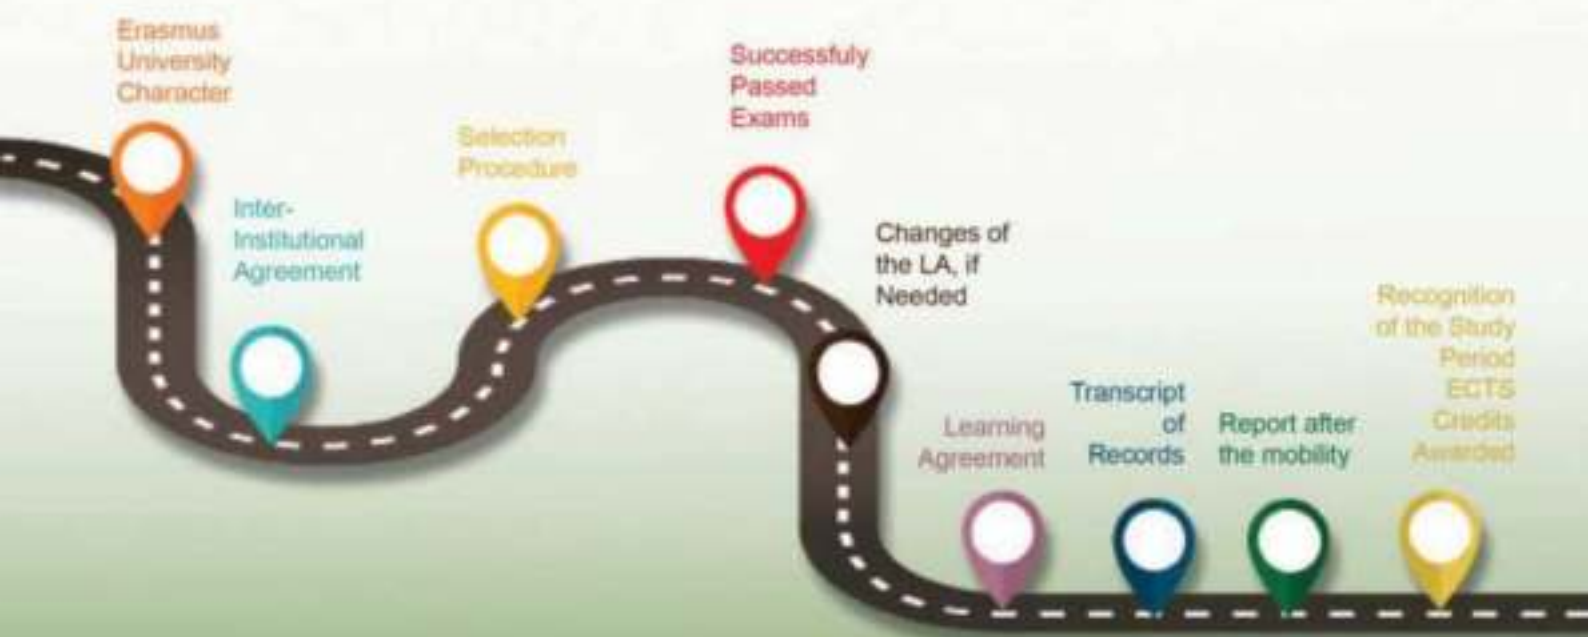 Erasmus
University
Character
Inter-
Institutional
Agreement
Selection
Procedure
Successfuly
Passed
Exams
Changes of
the LA, if
Needed
Learning
Agreement
Transcript
of
Records
Report after
the mobility
Recognition
of the Study
Period
ECTS
Credits
Awarded